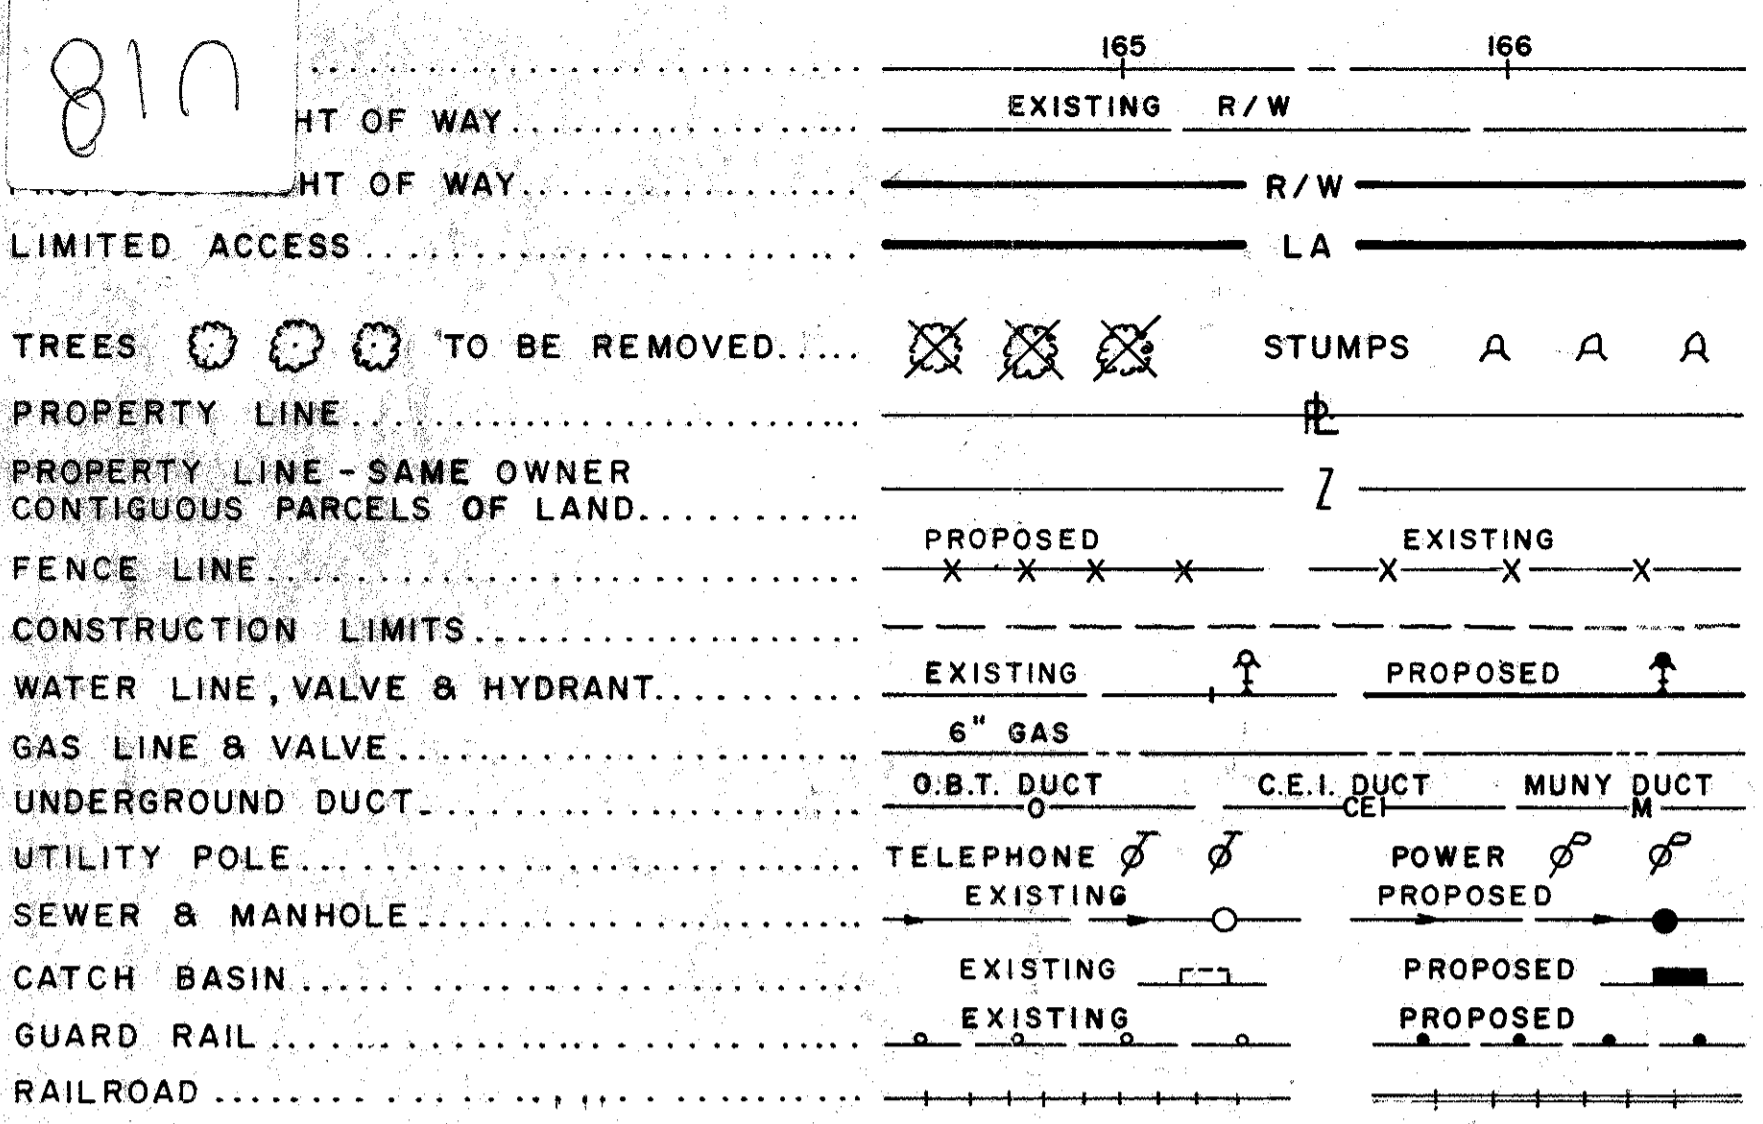 810
165 166
HT OF WAY EXISTING R/W
HT OF WAY R/W
LIMITED ACCESS LA
TREES TO BE REMOVED STUMPS
PROPERTY LINE PL
PROPERTY LINE - SAME OWNER
CONTIGUOUS PARCELS OF LAND Z
PROPOSED EXISTING
FENCE LINE X X X X X X X
CONSTRUCTION LIMITS
WATER LINE, VALVE & HYDRANT EXISTING PROPOSED
GAS LINE & VALVE 6" GAS
UNDERGROUND DUCT O.B.T. DUCT C.E.I. DUCT MUNY DUCT
O CEI M
UTILITY POLE TELEPHONE POWER
SEWER & MANHOLE EXISTING PROPOSED
CATCH BASIN EXISTING PROPOSED
GUARD RAIL EXISTING PROPOSED
RAILROAD